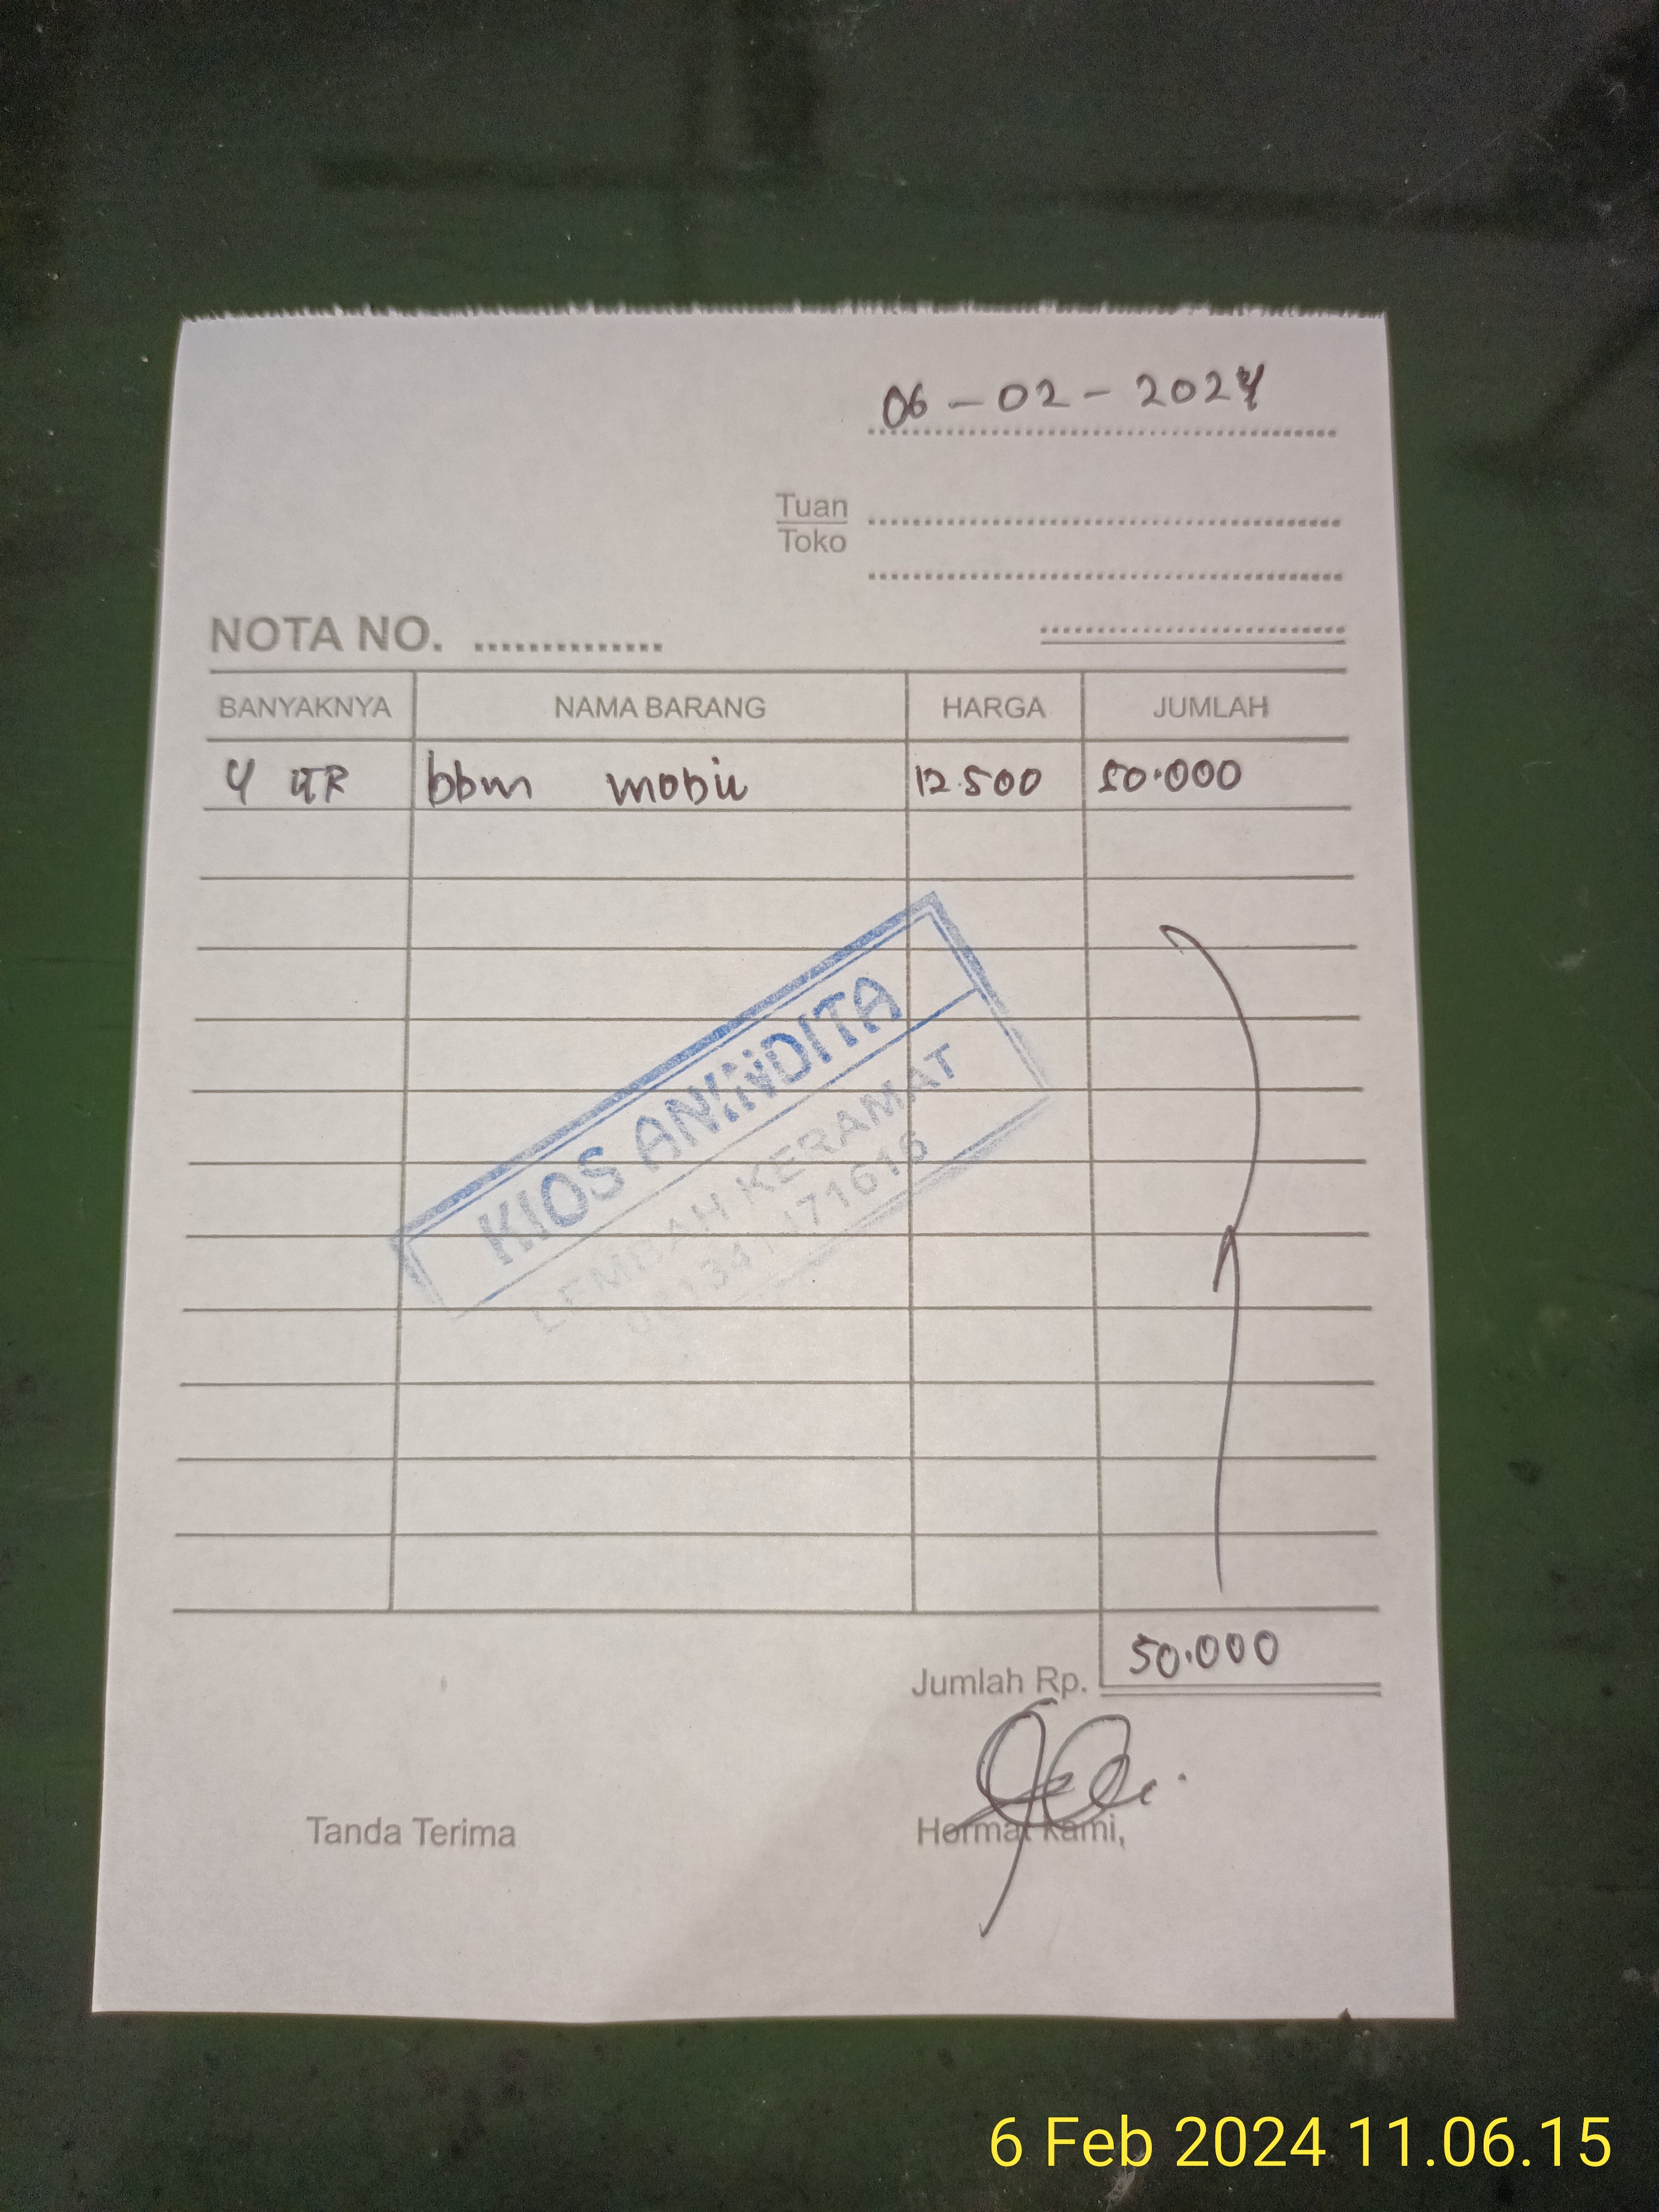 06 - 02 - 2024
Tuan
Toko
NOTA NO. ..............
BANYAKNYA NAMA BARANG HARGA JUMLAH
4 LTR bbm mobil 12.500 50.000
KIOS ANINDITA
LEMBAH KERAMAT
Jumlah Rp. 50.000
Tanda Terima Hormat Kami,
6 Feb 2024 11.06.15